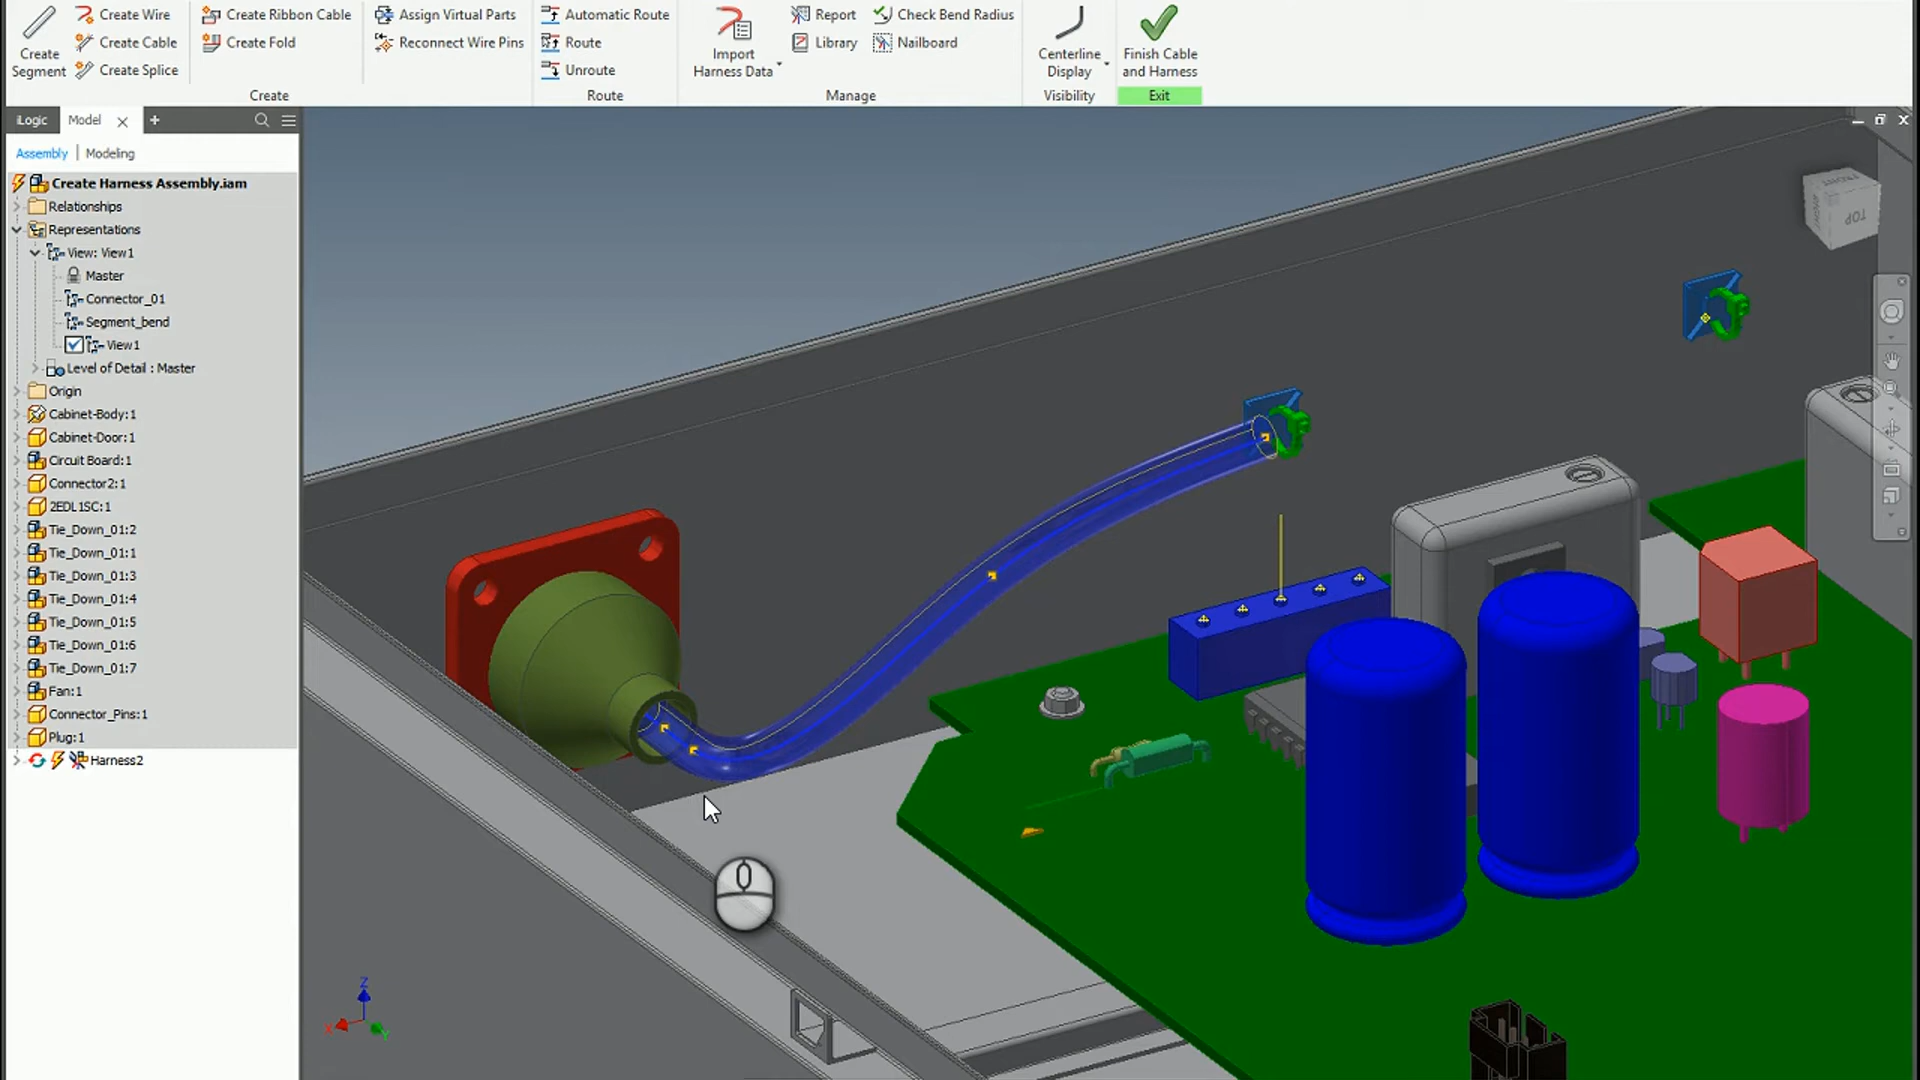 Create Segment
Create Wire
Create Cable
Create Splice
Create Ribbon Cable
Create Fold
Create
Assign Virtual Parts
Reconnect Wire Pins
Automatic Route
Route
Unroute
Route
Import Harness Data
Report
Library
Check Bend Radius
Nailboard
Manage
Centerline Display
Visibility
Finish Cable and Harness
Exit
iLogic
Model
Assembly | Modeling
Create Harness Assembly.iam
Relationships
Representations
View: View1
Master
Connector_01
Segment_bend
View1
Level of Detail : Master
Origin
Cabinet-Body:1
Cabinet-Door:1
Circuit Board:1
Connector2:1
2EDL1SC:1
Tie_Down_01:2
Tie_Down_01:1
Tie_Down_01:3
Tie_Down_01:4
Tie_Down_01:5
Tie_Down_01:6
Tie_Down_01:7
Fan:1
Connector_Pins:1
Plug:1
Harness2
FRONT
TOP
Z
X
Y